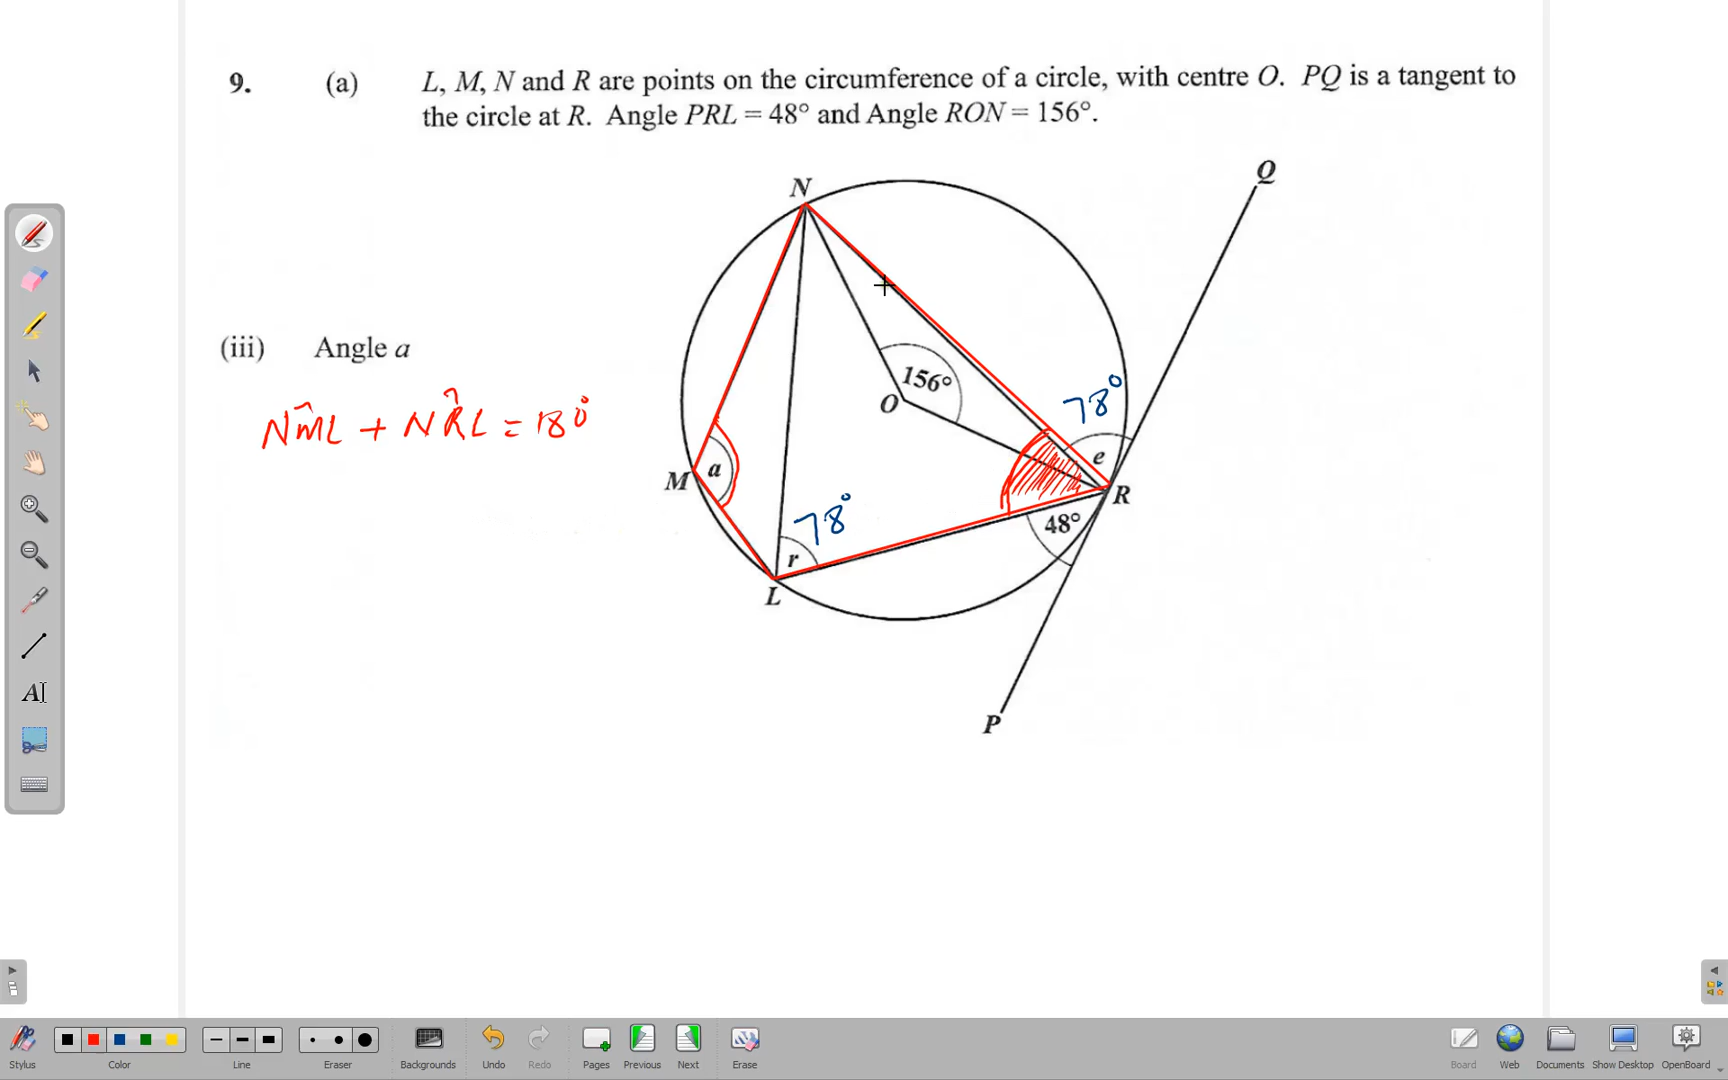 9. (a) L, M, N and R are points on the circumference of a circle, with centre O. PQ is a tangent to
the circle at R. Angle PRL = 48° and Angle RON = 156°.
Q
N
(iii) Angle a
156°
O
78°
NM̂L + NR̂L = 180°
e
M
a
R
78°
48°
r
L
P
A
Stylus
Color
Line
Eraser
Backgrounds
Undo
Redo
Pages
Previous
Next
Erase
Board
Web
Documents
Show Desktop
OpenBoard